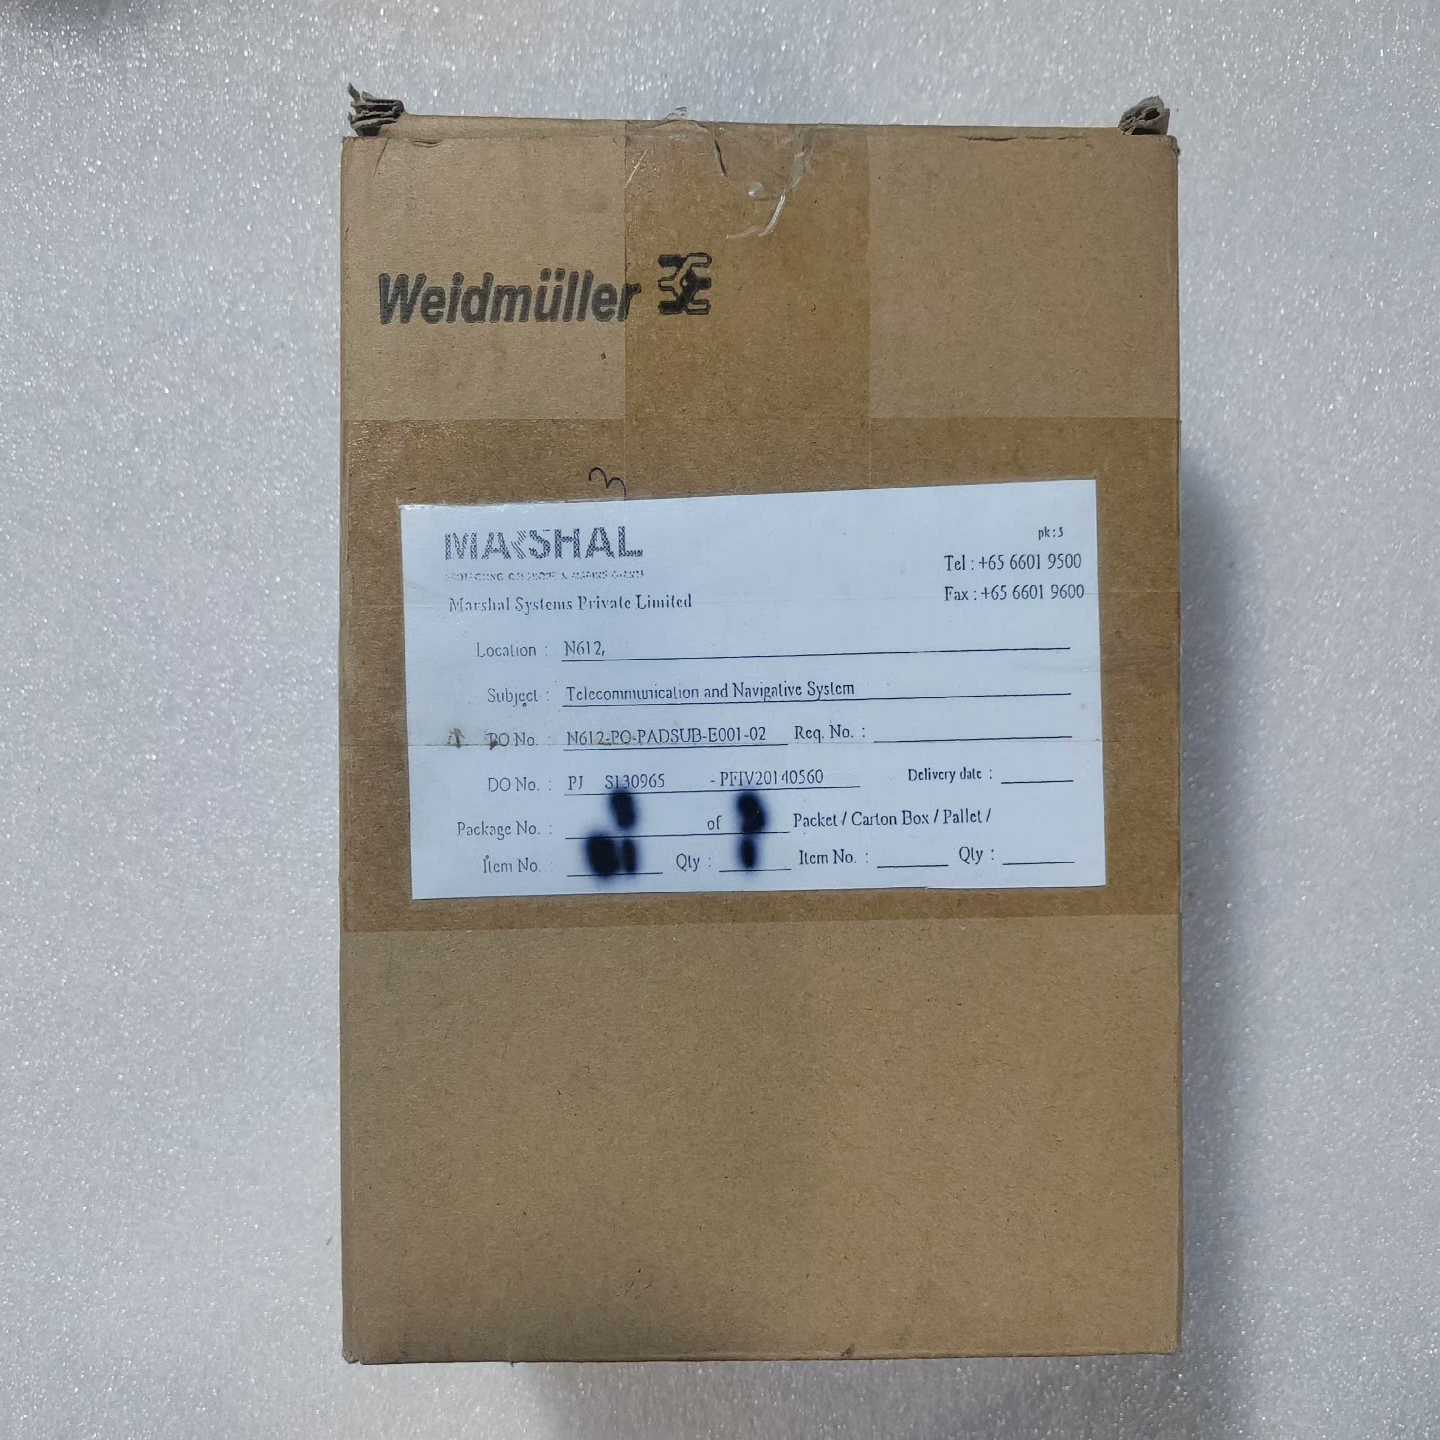 Weidmüller
3
MARSHAL
Marshal Systems Private Limited
pk:3
Tel : +65 6601 9500
Fax : +65 6601 9600
Location : N612,
Subject : Telecommunication and Navigative System
PO No. : N612-PO-PADSUB-E001-02 Req. No. :
DO No. : PJ S130965 - PFIV20140560 Delivery date :
Package No. : of Packet / Carton Box / Pallet /
Item No. : Qty : Item No. : Qty :